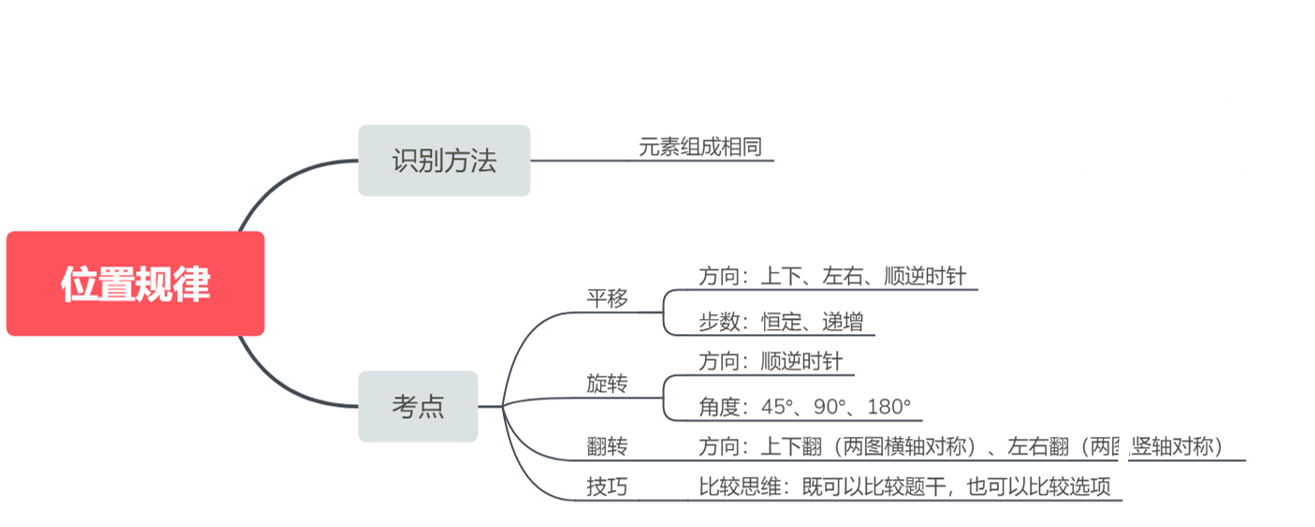 位置规律
识别方法
元素组成相同
考点
平移
方向：上下、左右、顺逆时针
步数：恒定、递增
旋转
方向：顺逆时针
角度：45°、90°、180°
翻转
方向：上下翻（两图横轴对称）、左右翻（两图竖轴对称）
技巧
比较思维：既可以比较题干，也可以比较选项